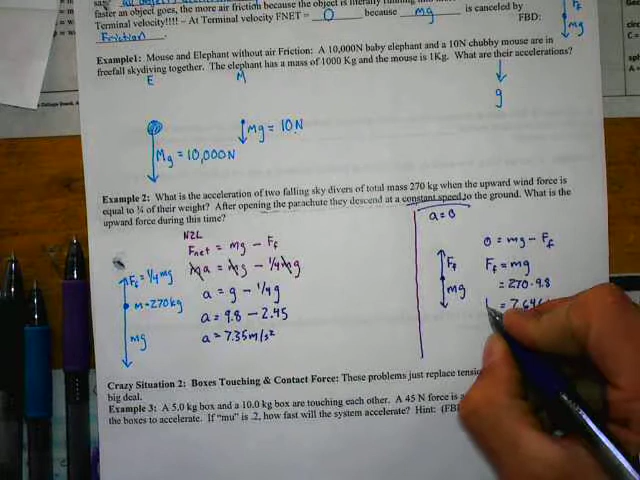 faster an object goes, the more air friction because the object is literally running into
Terminal velocity!!!! – At Terminal velocity FNET = 0 because mg is canceled by
Friction.
FBD:
Ff
mg
Example1: Mouse and Elephant without air Friction: A 10,000N baby elephant and a 10N chubby mouse are in
freefall skydiving together. The elephant has a mass of 1000 Kg and the mouse is 1Kg. What are their accelerations?
E M
g
Mg = 10,000N
Mg = 10N
Example 2: What is the acceleration of two falling sky divers of total mass 270 kg when the upward wind force is
equal to ¼ of their weight? After opening the parachute they descend at a constant speed to the ground. What is the
upward force during this time?
Ff = 1/4 mg
m = 270kg
mg
N2L
Fnet = mg - Ff
ma = mg - 1/4 mg
a = g - 1/4 g
a = 9.8 - 2.45
a = 7.35 m/s²
a = 0
Ff
mg
0 = mg - Ff
Ff = mg
= 270·9.8
Crazy Situation 2: Boxes Touching & Contact Force: These problems just replace
big deal.
Example 3: A 5.0 kg box and a 10.0 kg box are touching each other. A 45 N force is
the boxes to accelerate. If “mu” is .2, how fast will the system accelerate? Hint: